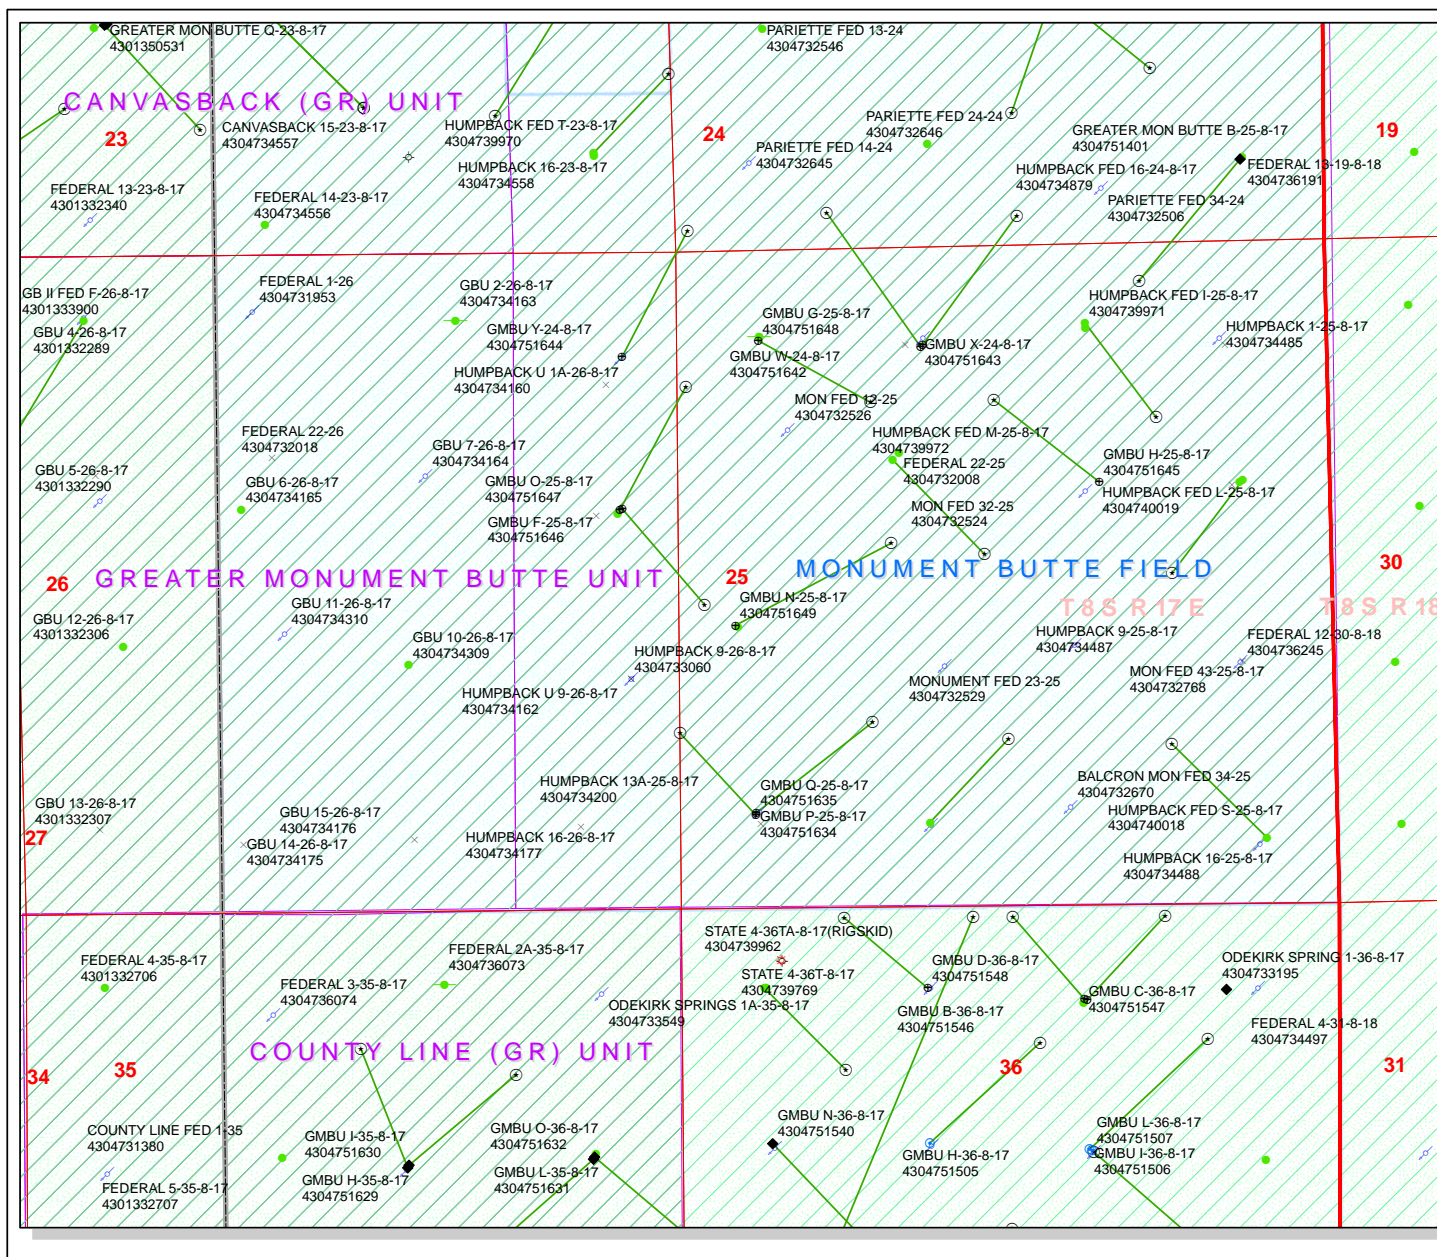 GREATER MON BUTTE Q-23-8-17
4301350531
PARIETTE FED 13-24
4304732546
CANVASBACK (GR) UNIT
23
CANVASBACK 15-23-8-17
4304734557
HUMPBACK FED T-23-8-17
4304739970
HUMPBACK 16-23-8-17
4304734558
24
PARIETTE FED 24-24
4304732646
PARIETTE FED 14-24
4304732645
GREATER MON BUTTE B-25-8-17
4304751401
19
HUMPBACK FED 16-24-8-17
4304734879
FEDERAL 13-19-8-18
4304736191
PARIETTE FED 34-24
4304732506
FEDERAL 13-23-8-17
4301332340
FEDERAL 14-23-8-17
4304734556
GB II FED F-26-8-17
4301333900
GBU 4-26-8-17
4301332289
FEDERAL 1-26
4304731953
GBU 2-26-8-17
4304734163
GMBU Y-24-8-17
4304751644
HUMPBACK U 1A-26-8-17
4304734160
GMBU G-25-8-17
4304751648
GMBU W-24-8-17
4304751642
GMBU X-24-8-17
4304751643
HUMPBACK FED I-25-8-17
4304739971
HUMPBACK 1-25-8-17
4304734485
MON FED 12-25
4304732526
HUMPBACK FED M-25-8-17
4304739972
FEDERAL 22-25
4304732008
FEDERAL 22-26
4304732018
GBU 7-26-8-17
4304734164
GBU 5-26-8-17
4301332290
GBU 6-26-8-17
4304734165
GMBU O-25-8-17
4304751647
GMBU F-25-8-17
4304751646
GMBU H-25-8-17
4304751645
HUMPBACK FED L-25-8-17
4304740019
MON FED 32-25
4304732524
26
GREATER MONUMENT BUTTE UNIT
25
MONUMENT BUTTE FIELD
30
T8S R17E
T8S R18
GMBU N-25-8-17
4304751649
GBU 12-26-8-17
4301332306
GBU 11-26-8-17
4304734310
GBU 10-26-8-17
4304734309
HUMPBACK 9-26-8-17
4304733060
HUMPBACK U 9-26-8-17
4304734162
HUMPBACK 9-25-8-17
4304734487
MONUMENT FED 23-25
4304732529
FEDERAL 12-30-8-18
4304736245
MON FED 43-25-8-17
4304732768
HUMPBACK 13A-25-8-17
4304734200
GMBU Q-25-8-17
4304751635
GMBU P-25-8-17
4304751634
BALCRON MON FED 34-25
4304732670
HUMPBACK FED S-25-8-17
4304740018
HUMPBACK 16-25-8-17
4304734488
GBU 13-26-8-17
4301332307
27
GBU 15-26-8-17
4304734176
GBU 14-26-8-17
4304734175
HUMPBACK 16-26-8-17
4304734177
STATE 4-36TA-8-17(RIGSKID)
4304739962
STATE 4-36T-8-17
4304739769
FEDERAL 4-35-8-17
4301332706
FEDERAL 2A-35-8-17
4304736073
FEDERAL 3-35-8-17
4304736074
ODEKIRK SPRINGS 1A-35-8-17
4304733549
GMBU D-36-8-17
4304751548
GMBU B-36-8-17
4304751546
GMBU C-36-8-17
4304751547
ODEKIRK SPRING 1-36-8-17
4304733195
FEDERAL 4-31-8-18
4304734497
COUNTY LINE (GR) UNIT
34
35
36
31
COUNTY LINE FED 1-35
4304731380
FEDERAL 5-35-8-17
4301332707
GMBU I-35-8-17
4304751630
GMBU H-35-8-17
4304751629
GMBU O-36-8-17
4304751632
GMBU L-35-8-17
4304751631
GMBU N-36-8-17
4304751540
GMBU H-36-8-17
4304751505
GMBU L-36-8-17
4304751507
GMBU I-36-8-17
4304751506